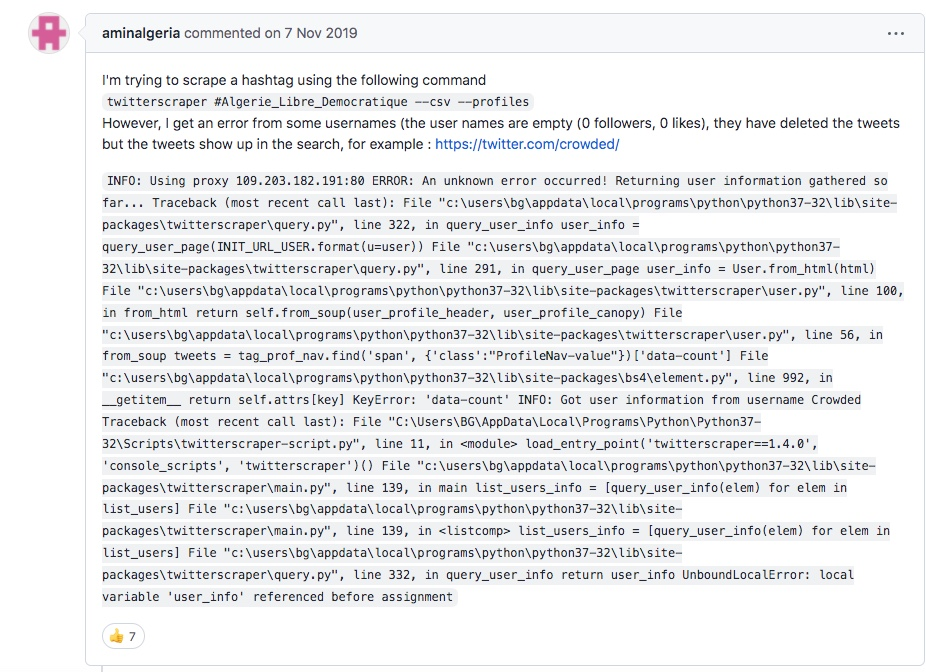 aminalgeria commented on 7 Nov 2019
I'm trying to scrape a hashtag using the following command
twitterscraper #Algerie_Libre_Democratique --csv --profiles
However, I get an error from some usernames (the user names are empty (0 followers, 0 likes), they have deleted the tweets
but the tweets show up in the search, for example : https://twitter.com/crowded/
INFO: Using proxy 109.203.182.191:80 ERROR: An unknown error occurred! Returning user information gathered so
far... Traceback (most recent call last): File "c:\users\bg\appdata\local\programs\python\python37-32\lib\site-
packages\twitterscraper\query.py", line 322, in query_user_info user_info =
query_user_page(INIT_URL_USER.format(u=user)) File "c:\users\bg\appdata\local\programs\python\python37-
32\lib\site-packages\twitterscraper\query.py", line 291, in query_user_page user_info = User.from_html(html)
File "c:\users\bg\appdata\local\programs\python\python37-32\lib\site-packages\twitterscraper\user.py", line 100,
in from_html return self.from_soup(user_profile_header, user_profile_canopy) File
"c:\users\bg\appdata\local\programs\python\python37-32\lib\site-packages\twitterscraper\user.py", line 56, in
from_soup tweets = tag_prof_nav.find('span', {'class':"ProfileNav-value"})['data-count'] File
"c:\users\bg\appdata\local\programs\python\python37-32\lib\site-packages\bs4\element.py", line 992, in
__getitem__ return self.attrs[key] KeyError: 'data-count' INFO: Got user information from username Crowded
Traceback (most recent call last): File "C:\Users\BG\AppData\Local\Programs\Python\Python37-
32\Scripts\twitterscraper-script.py", line 11, in <module> load_entry_point('twitterscraper==1.4.0',
'console_scripts', 'twitterscraper')() File "c:\users\bg\appdata\local\programs\python\python37-32\lib\site-
packages\twitterscraper\main.py", line 139, in main list_users_info = [query_user_info(elem) for elem in
list_users] File "c:\users\bg\appdata\local\programs\python\python37-32\lib\site-
packages\twitterscraper\main.py", line 139, in <listcomp> list_users_info = [query_user_info(elem) for elem in
list_users] File "c:\users\bg\appdata\local\programs\python\python37-32\lib\site-
packages\twitterscraper\query.py", line 332, in query_user_info return user_info UnboundLocalError: local
variable 'user_info' referenced before assignment
7